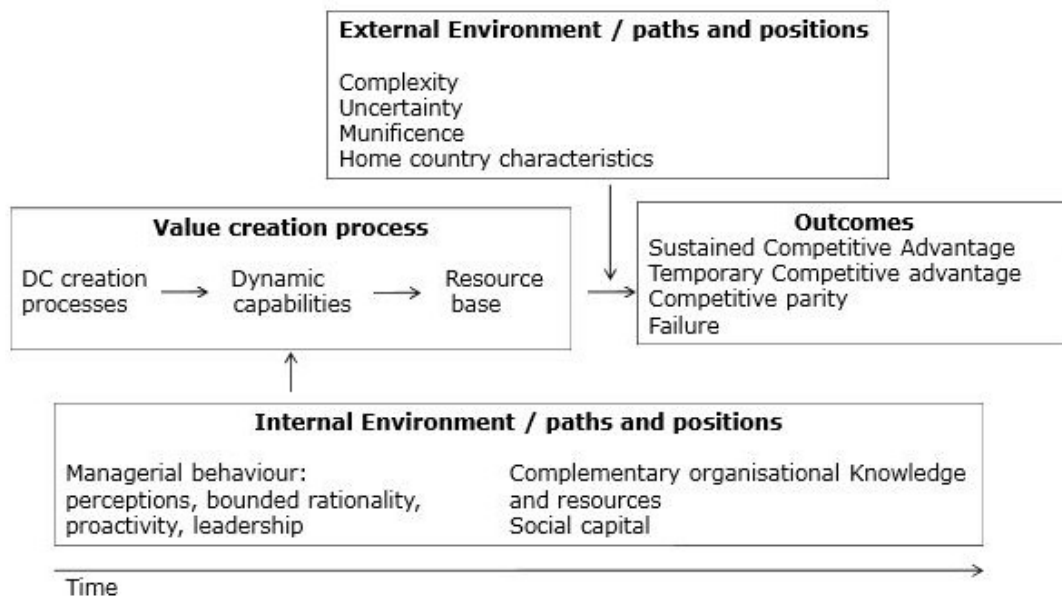 External Environment / paths and positions
Complexity
Uncertainty
Munificence
Home country characteristics
Value creation process
DC creation
processes
Dynamic
capabilities
Resource
base
Outcomes
Sustained Competitive Advantage
Temporary Competitive advantage
Competitive parity
Failure
Internal Environment / paths and positions
Managerial behaviour:
perceptions, bounded rationality,
proactivity, leadership
Complementary organisational Knowledge
and resources
Social capital
Time